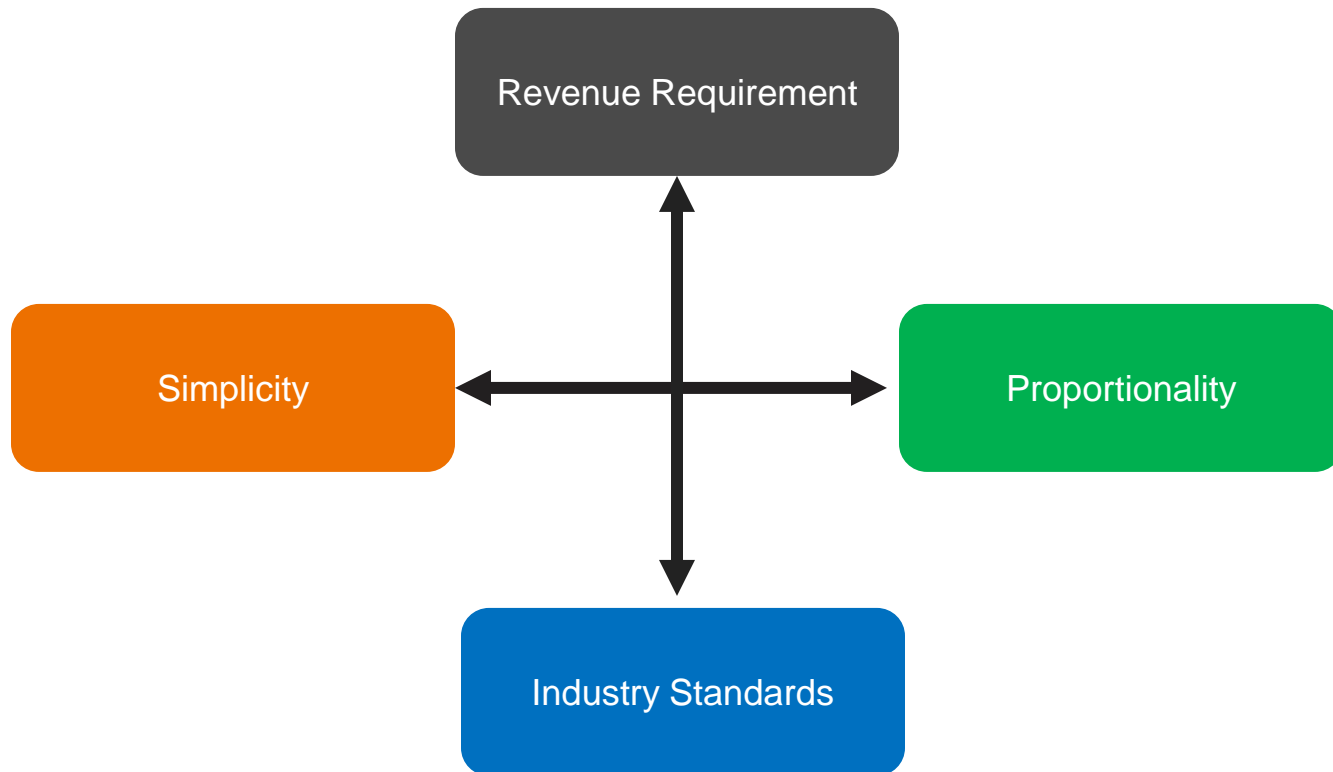 Revenue Requirement
Simplicity
Proportionality
Industry Standards